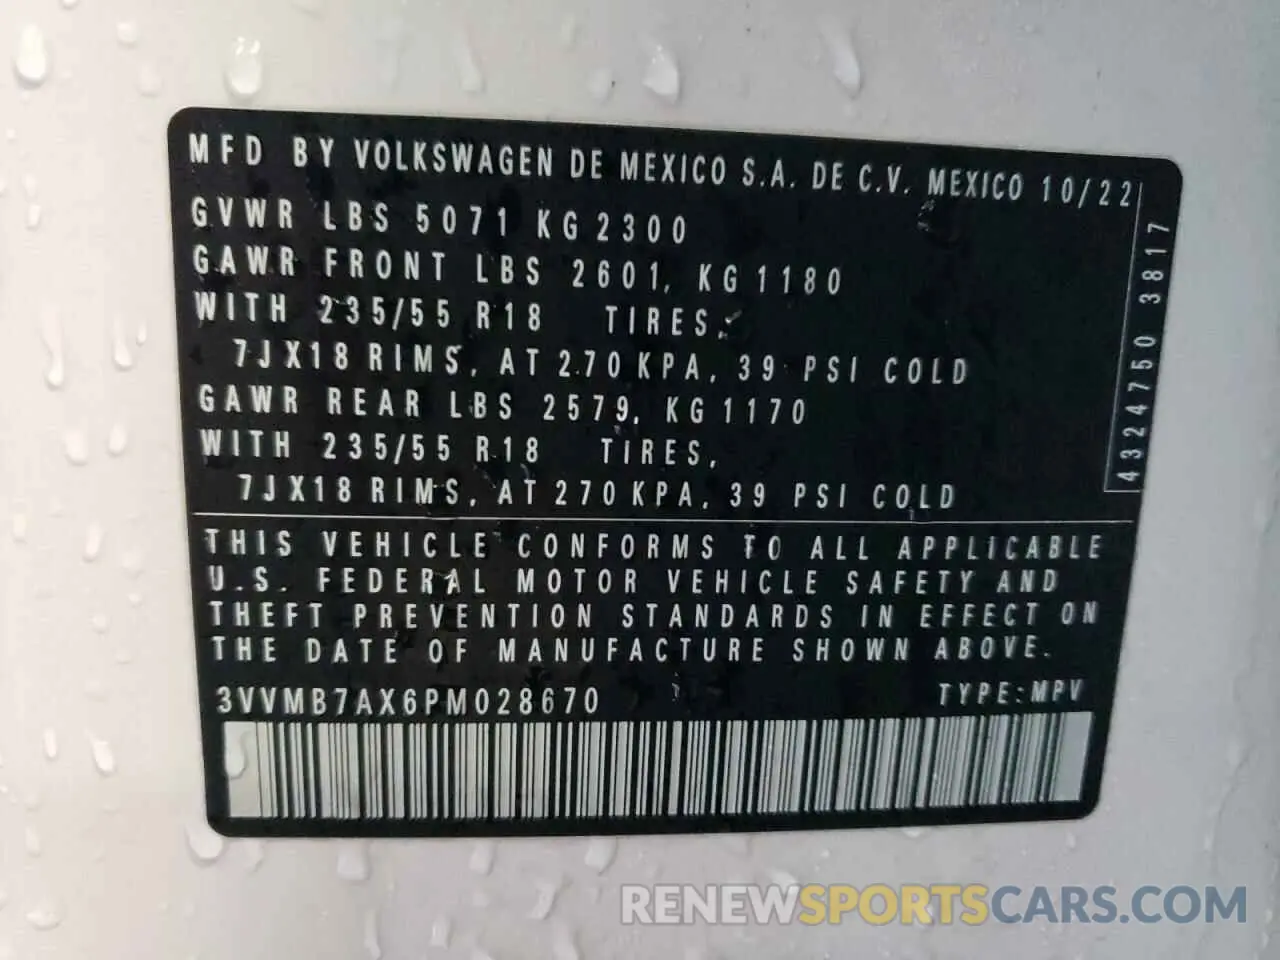 MFD BY VOLKSWAGEN DE MEXICO S.A. DE C.V. MEXICO 10/22
GVWR LBS 5071 KG 2300
GAWR FRONT LBS 2601, KG 1180
WITH 235/55 R18 TIRES,
7JX18 RIMS, AT 270 KPA, 39 PSI COLD
GAWR REAR LBS 2579, KG 1170
WITH 235/55 R18 TIRES,
7JX18 RIMS, AT 270 KPA, 39 PSI COLD
4324750 3817
THIS VEHICLE CONFORMS TO ALL APPLICABLE
U.S. FEDERAL MOTOR VEHICLE SAFETY AND
THEFT PREVENTION STANDARDS IN EFFECT ON
THE DATE OF MANUFACTURE SHOWN ABOVE.
3VVMB7AX6PM028670 TYPE:MPV
RENEWSPORTSCARS.COM